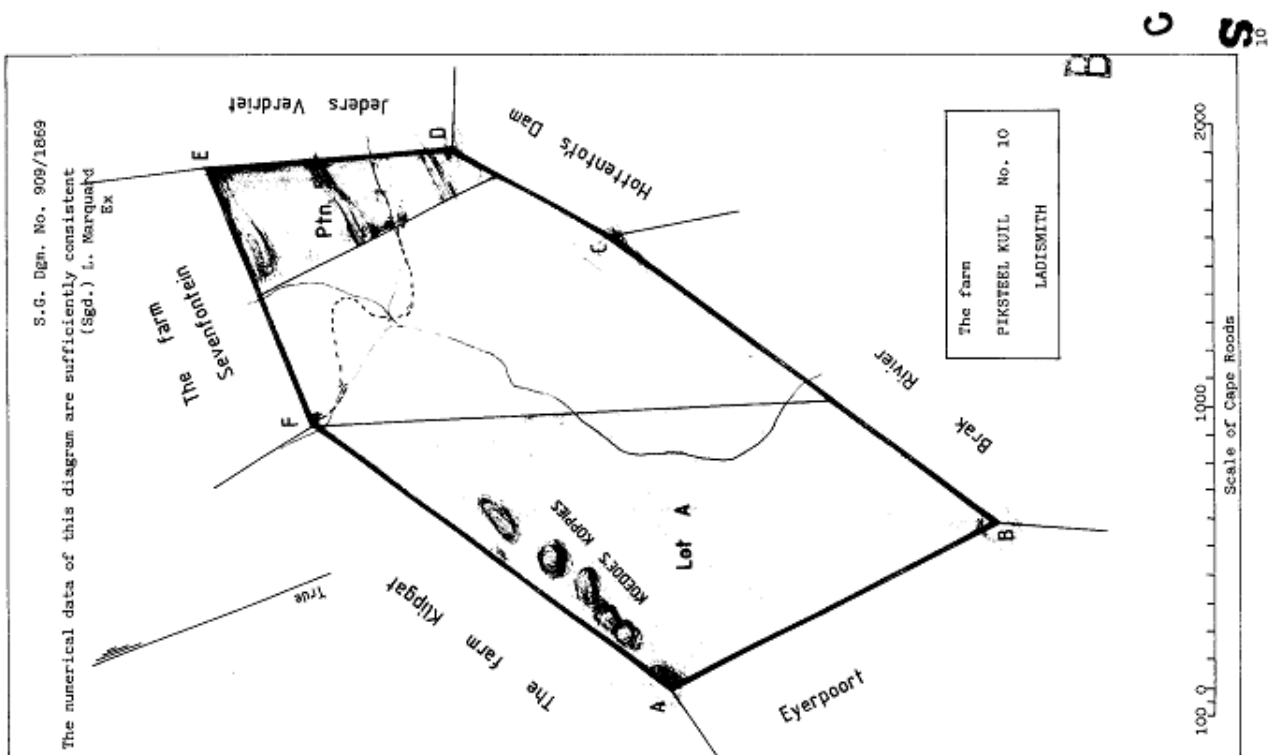 S.G. Dgn. No. 909/1869
The numerical data of this diagram are sufficiently consistent
(Sgd.) L. Marquard
Ex
C
S
10
B
The farm
PIKSTEEL KUIL No. 10
LADISMITH
Jeders Verdriet
Hottentot's Dam
E
D
Ptn.
C
The farm
Sevenfontein
F
Brak Rivier
KOEDOE'S KOPPIES
Lot A
B
The farm Klipgat
True
A
Eyerpoort
100 0 1000 2000
Scale of Cape Roods